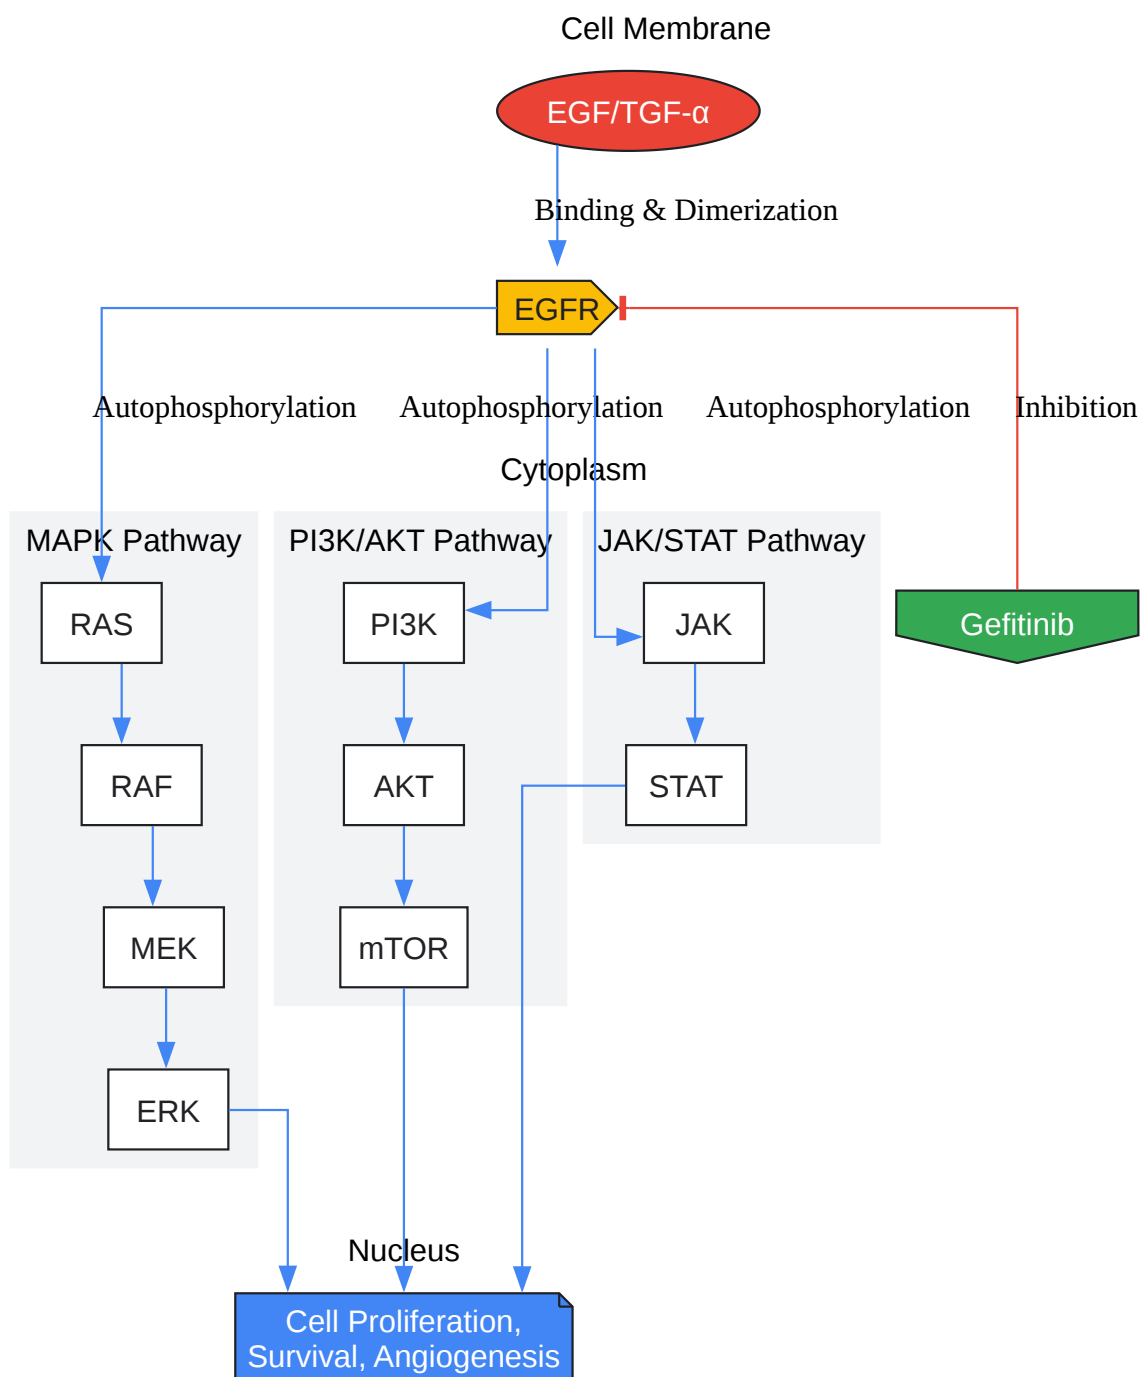 Cell Membrane
EGF/TGF-α
Binding & Dimerization
EGFR
Autophosphorylation
Autophosphorylation
Autophosphorylation
Inhibition
Cytoplasm
MAPK Pathway
PI3K/AKT Pathway
JAK/STAT Pathway
RAS
PI3K
JAK
Gefitinib
RAF
AKT
STAT
MEK
mTOR
ERK
Nucleus
Cell Proliferation,
Survival, Angiogenesis